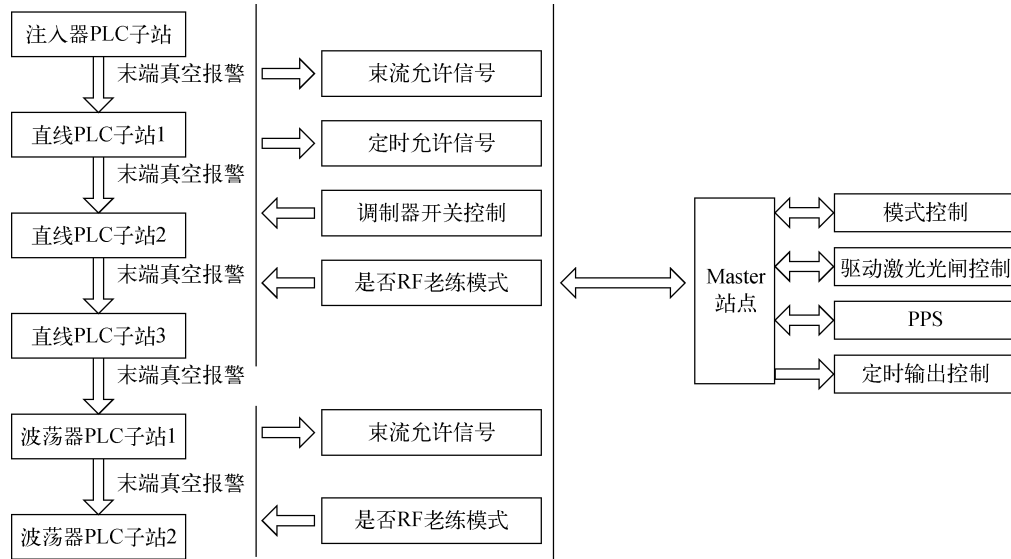 注入器PLC子站
末端真空报警
直线PLC子站1
末端真空报警
直线PLC子站2
末端真空报警
直线PLC子站3
末端真空报警
波荡器PLC子站1
末端真空报警
波荡器PLC子站2
束流允许信号
定时允许信号
调制器开关控制
是否RF老练模式
束流允许信号
是否RF老练模式
Master
站点
模式控制
驱动激光光闸控制
PPS
定时输出控制